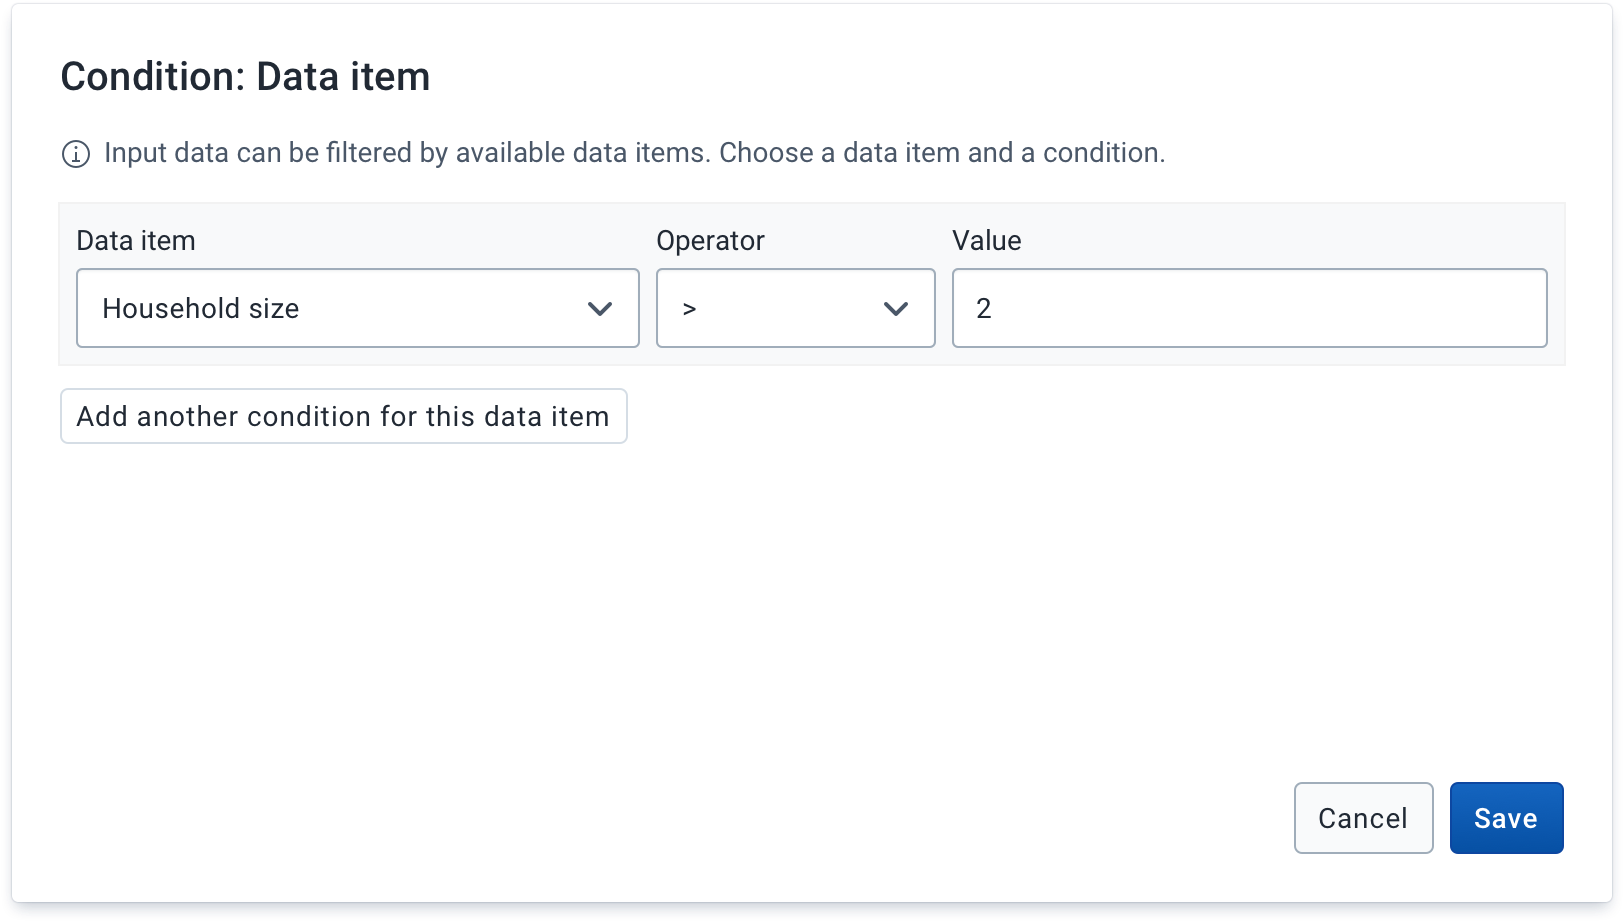 Condition: Data item
Input data can be filtered by available data items. Choose a data item and a condition.
Data item Operator Value
Household size > 2
Add another condition for this data item
Cancel Save